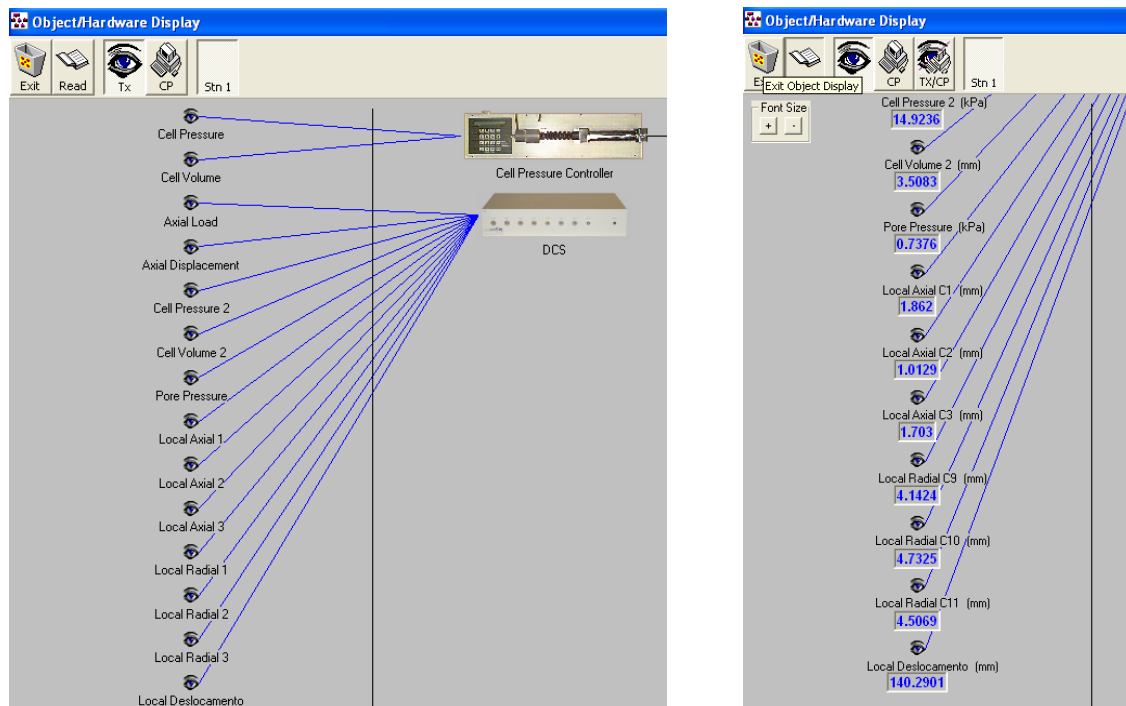 Object/Hardware Display
Exit Read Tx CP Stn 1
Cell Pressure
Cell Volume
Axial Load
Axial Displacement
Cell Pressure 2
Cell Volume 2
Pore Pressure
Local Axial 1
Local Axial 2
Local Axial 3
Local Radial 1
Local Radial 2
Local Radial 3
Local Deslocamento
Cell Pressure Controller
DCS
Object/Hardware Display
CP TX/CP Stn 1
Exit Object Display
Font Size
+ -
Cell Pressure 2 (kPa)
14.9236
Cell Volume 2 (mm)
3.5083
Pore Pressure (kPa)
0.7376
Local Axial C1 (mm)
1.862
Local Axial C2 (mm)
1.0129
Local Axial C3 (mm)
1.703
Local Radial C9 (mm)
4.1424
Local Radial C10 (mm)
4.7325
Local Radial C11 (mm)
4.5069
Local Deslocamento (mm)
140.2901